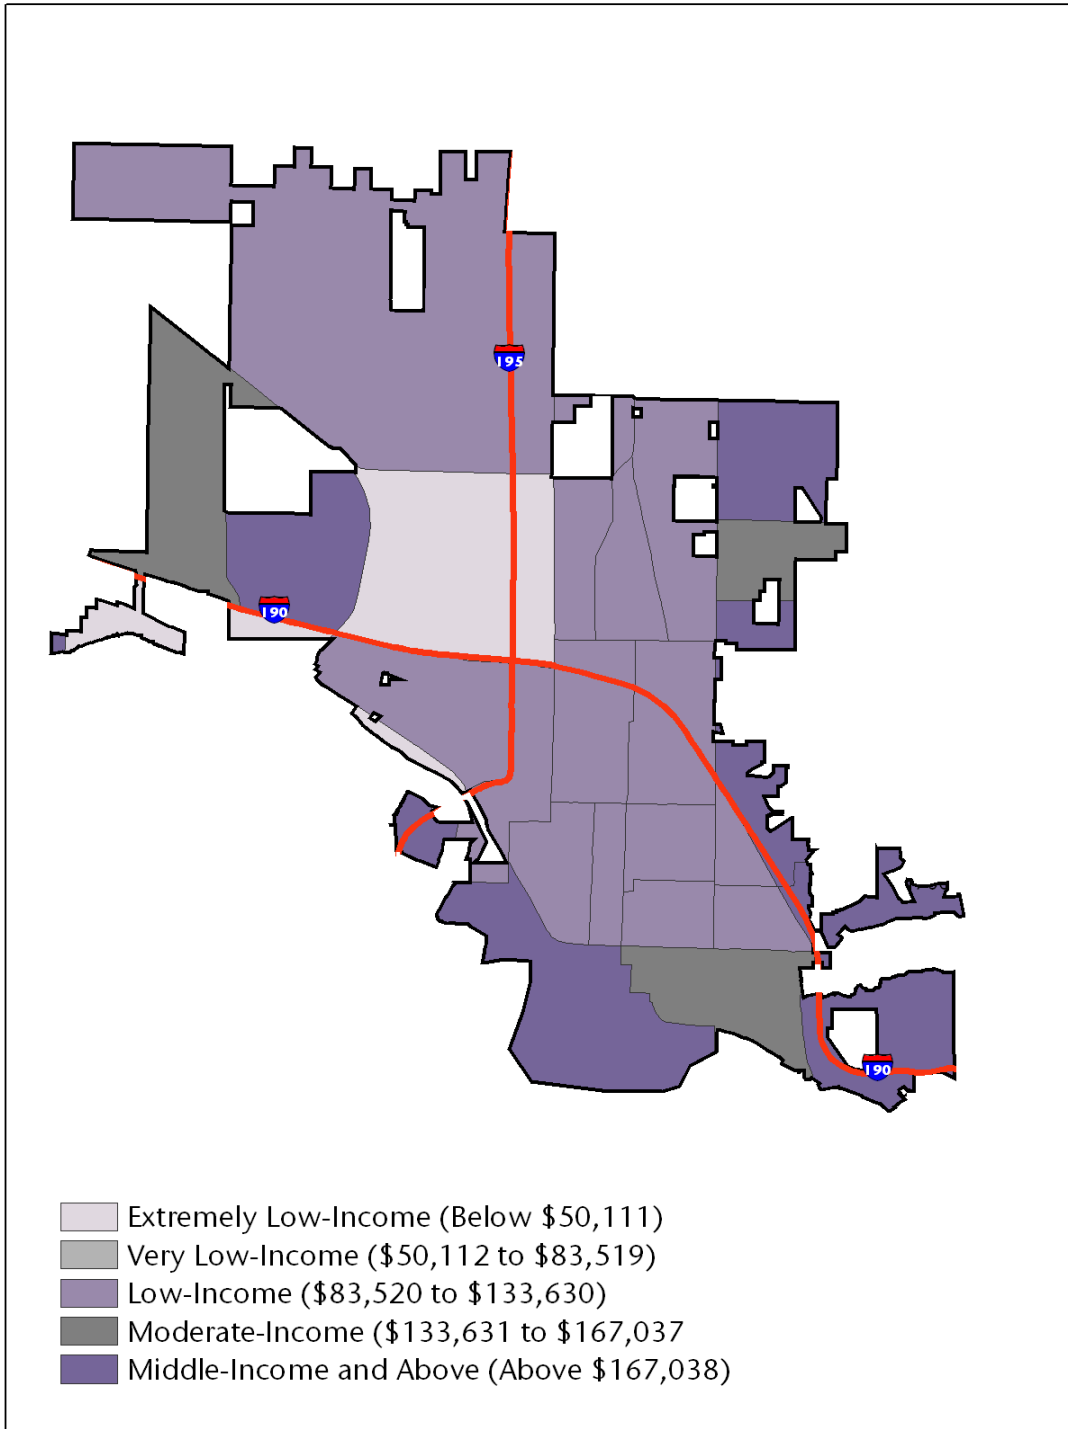 195
190
190
Extremely Low-Income (Below $50,111)
Very Low-Income ($50,112 to $83,519)
Low-Income ($83,520 to $133,630)
Moderate-Income ($133,631 to $167,037
Middle-Income and Above (Above $167,038)